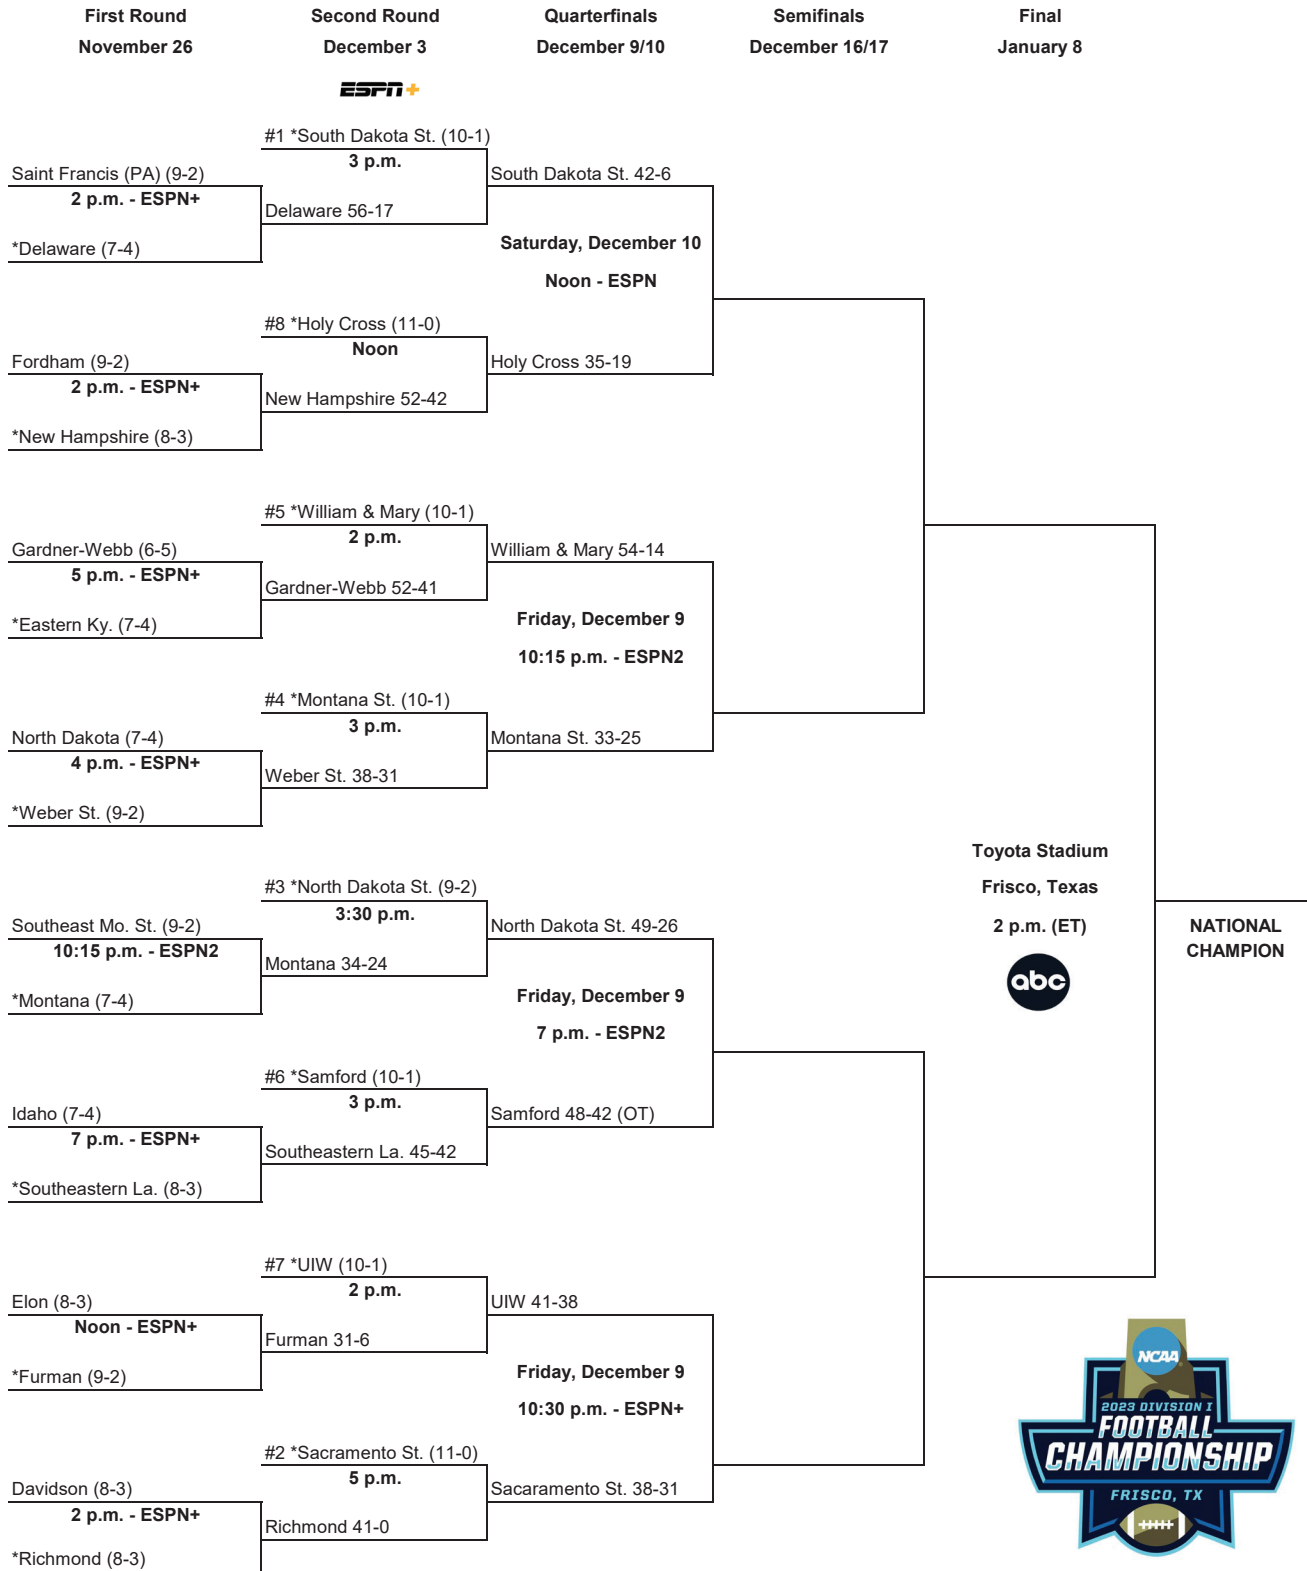 First Round
Second Round
Quarterfinals
Semifinals
Final
November 26
December 3
December 9/10
December 16/17
January 8
ESPN+
#1 *South Dakota St. (10-1)
3 p.m.
Saint Francis (PA) (9-2)
South Dakota St. 42-6
2 p.m. - ESPN+
Delaware 56-17
*Delaware (7-4)
Saturday, December 10
Noon - ESPN
#8 *Holy Cross (11-0)
Noon
Fordham (9-2)
Holy Cross 35-19
2 p.m. - ESPN+
New Hampshire 52-42
*New Hampshire (8-3)
#5 *William & Mary (10-1)
2 p.m.
Gardner-Webb (6-5)
William & Mary 54-14
5 p.m. - ESPN+
Gardner-Webb 52-41
*Eastern Ky. (7-4)
Friday, December 9
10:15 p.m. - ESPN2
#4 *Montana St. (10-1)
3 p.m.
North Dakota (7-4)
Montana St. 33-25
4 p.m. - ESPN+
Weber St. 38-31
*Weber St. (9-2)
Toyota Stadium
Frisco, Texas
2 p.m. (ET)
abc
NATIONAL
CHAMPION
#3 *North Dakota St. (9-2)
3:30 p.m.
Southeast Mo. St. (9-2)
North Dakota St. 49-26
10:15 p.m. - ESPN2
Montana 34-24
*Montana (7-4)
Friday, December 9
7 p.m. - ESPN2
#6 *Samford (10-1)
3 p.m.
Idaho (7-4)
Samford 48-42 (OT)
7 p.m. - ESPN+
Southeastern La. 45-42
*Southeastern La. (8-3)
#7 *UIW (10-1)
2 p.m.
Elon (8-3)
UIW 41-38
Noon - ESPN+
Furman 31-6
*Furman (9-2)
Friday, December 9
10:30 p.m. - ESPN+
#2 *Sacramento St. (11-0)
5 p.m.
Davidson (8-3)
Sacaramento St. 38-31
2 p.m. - ESPN+
Richmond 41-0
*Richmond (8-3)
NCAA
2023 DIVISION I
FOOTBALL
CHAMPIONSHIP
FRISCO, TX